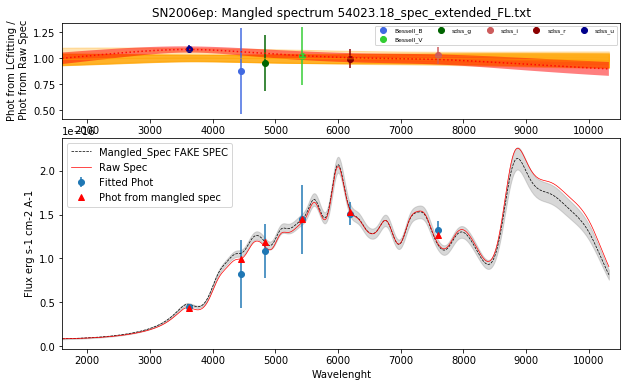 SN2006ep: Mangled spectrum 54023.18_spec_extended_FL.txt
Phot from LCfitting /
Phot from Raw Spec
1.25
1.00
0.75
0.50
Bessell_B
Bessell_V
sdss_g
sdss_i
sdss_r
sdss_u
2000 3000 4000 5000 6000 7000 8000 9000 10000
1e−16
Flux erg s-1 cm-2 A-1
2.0
1.5
1.0
0.5
0.0
Mangled_Spec FAKE SPEC
Raw Spec
Fitted Phot
Phot from mangled spec
2000 3000 4000 5000 6000 7000 8000 9000 10000
Wavelenght